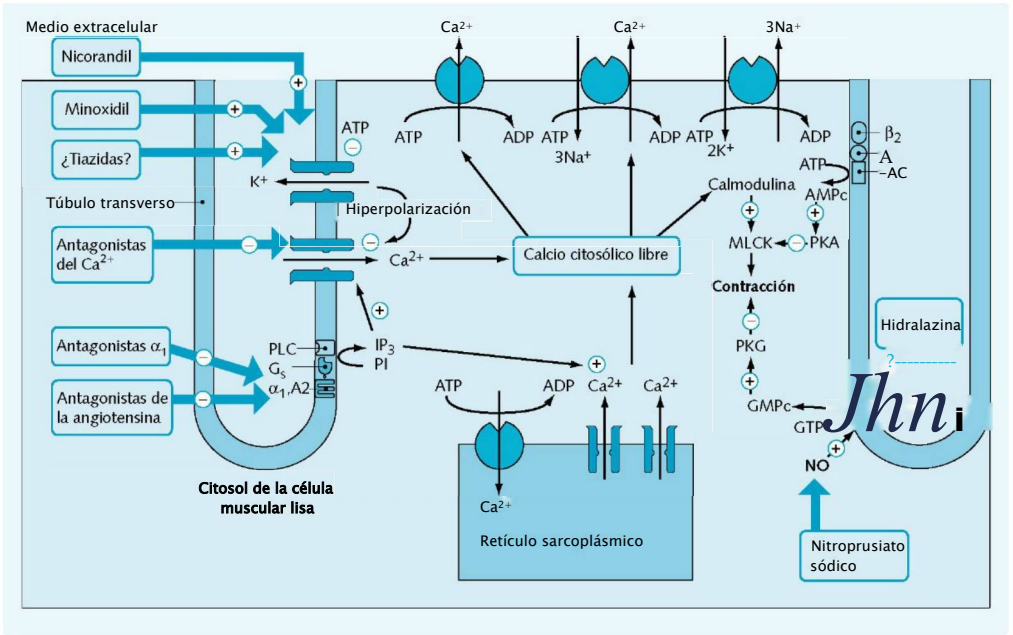 Medio extracelular
Nicorandil
Minoxidil
¿Tiazidas?
Túbulo transverso
Antagonistas
del Ca²⁺
Antagonistas α₁
Antagonistas de
la angiotensina
+
+
+
−
−
−
ATP
−
K⁺
Hiperpolarización
−
Ca²⁺
+
PLC
Gₛ
α₁,A2
IP₃
PI
Citosol de la célula
muscular lisa
Ca²⁺
ATP
ADP
Ca²⁺
ATP
ADP
3Na⁺
3Na⁺
ATP
ADP
2K⁺
Calcio citosólico libre
Calmodulina
+
MLCK
−
PKA
+
AMPc
ATP
β₂
A
AC
Contracción
−
PKG
+
GMPc
GTP
+
NO
Nitroprusiato
sódico
Hidralazina
?-----------
Jhni
ATP
ADP
+
Ca²⁺
Ca²⁺
Ca²⁺
Retículo sarcoplásmico